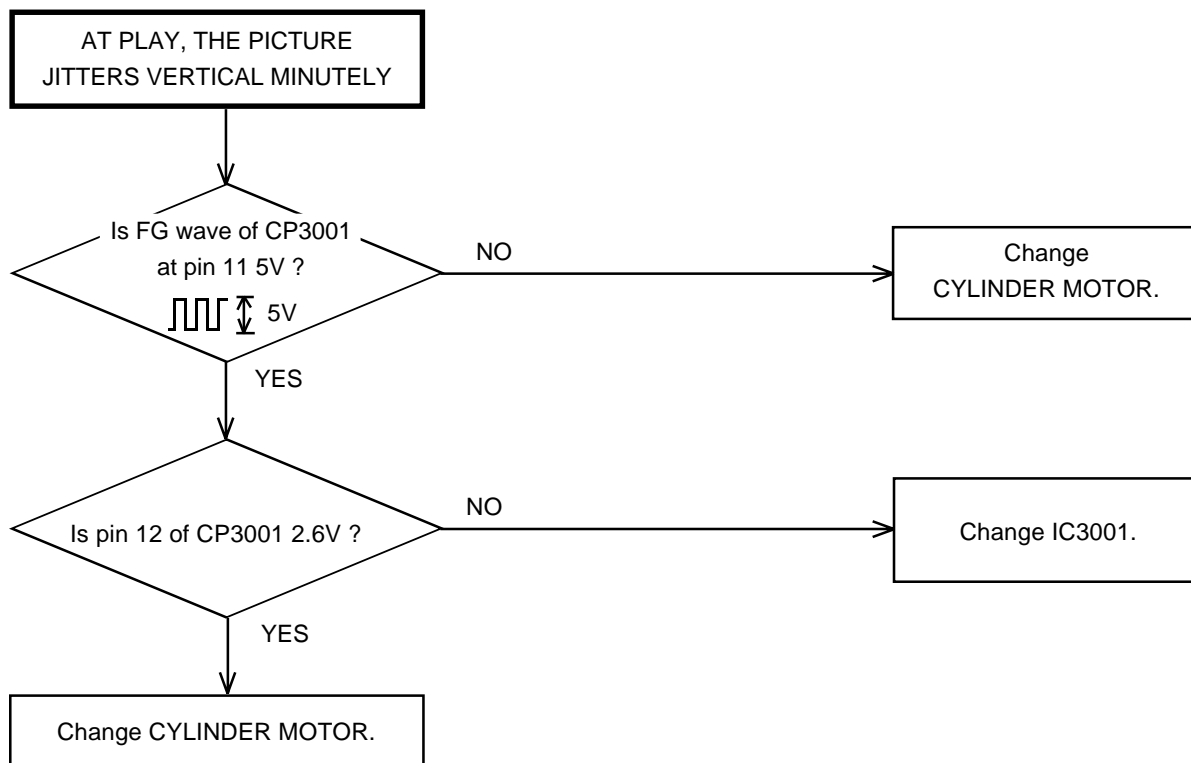 AT PLAY, THE PICTURE
JITTERS VERTICAL MINUTELY
Is FG wave of CP3001
at pin 11 5V ?
5V
NO
Change
CYLINDER MOTOR.
YES
Is pin 12 of CP3001 2.6V ?
NO
Change IC3001.
YES
Change CYLINDER MOTOR.